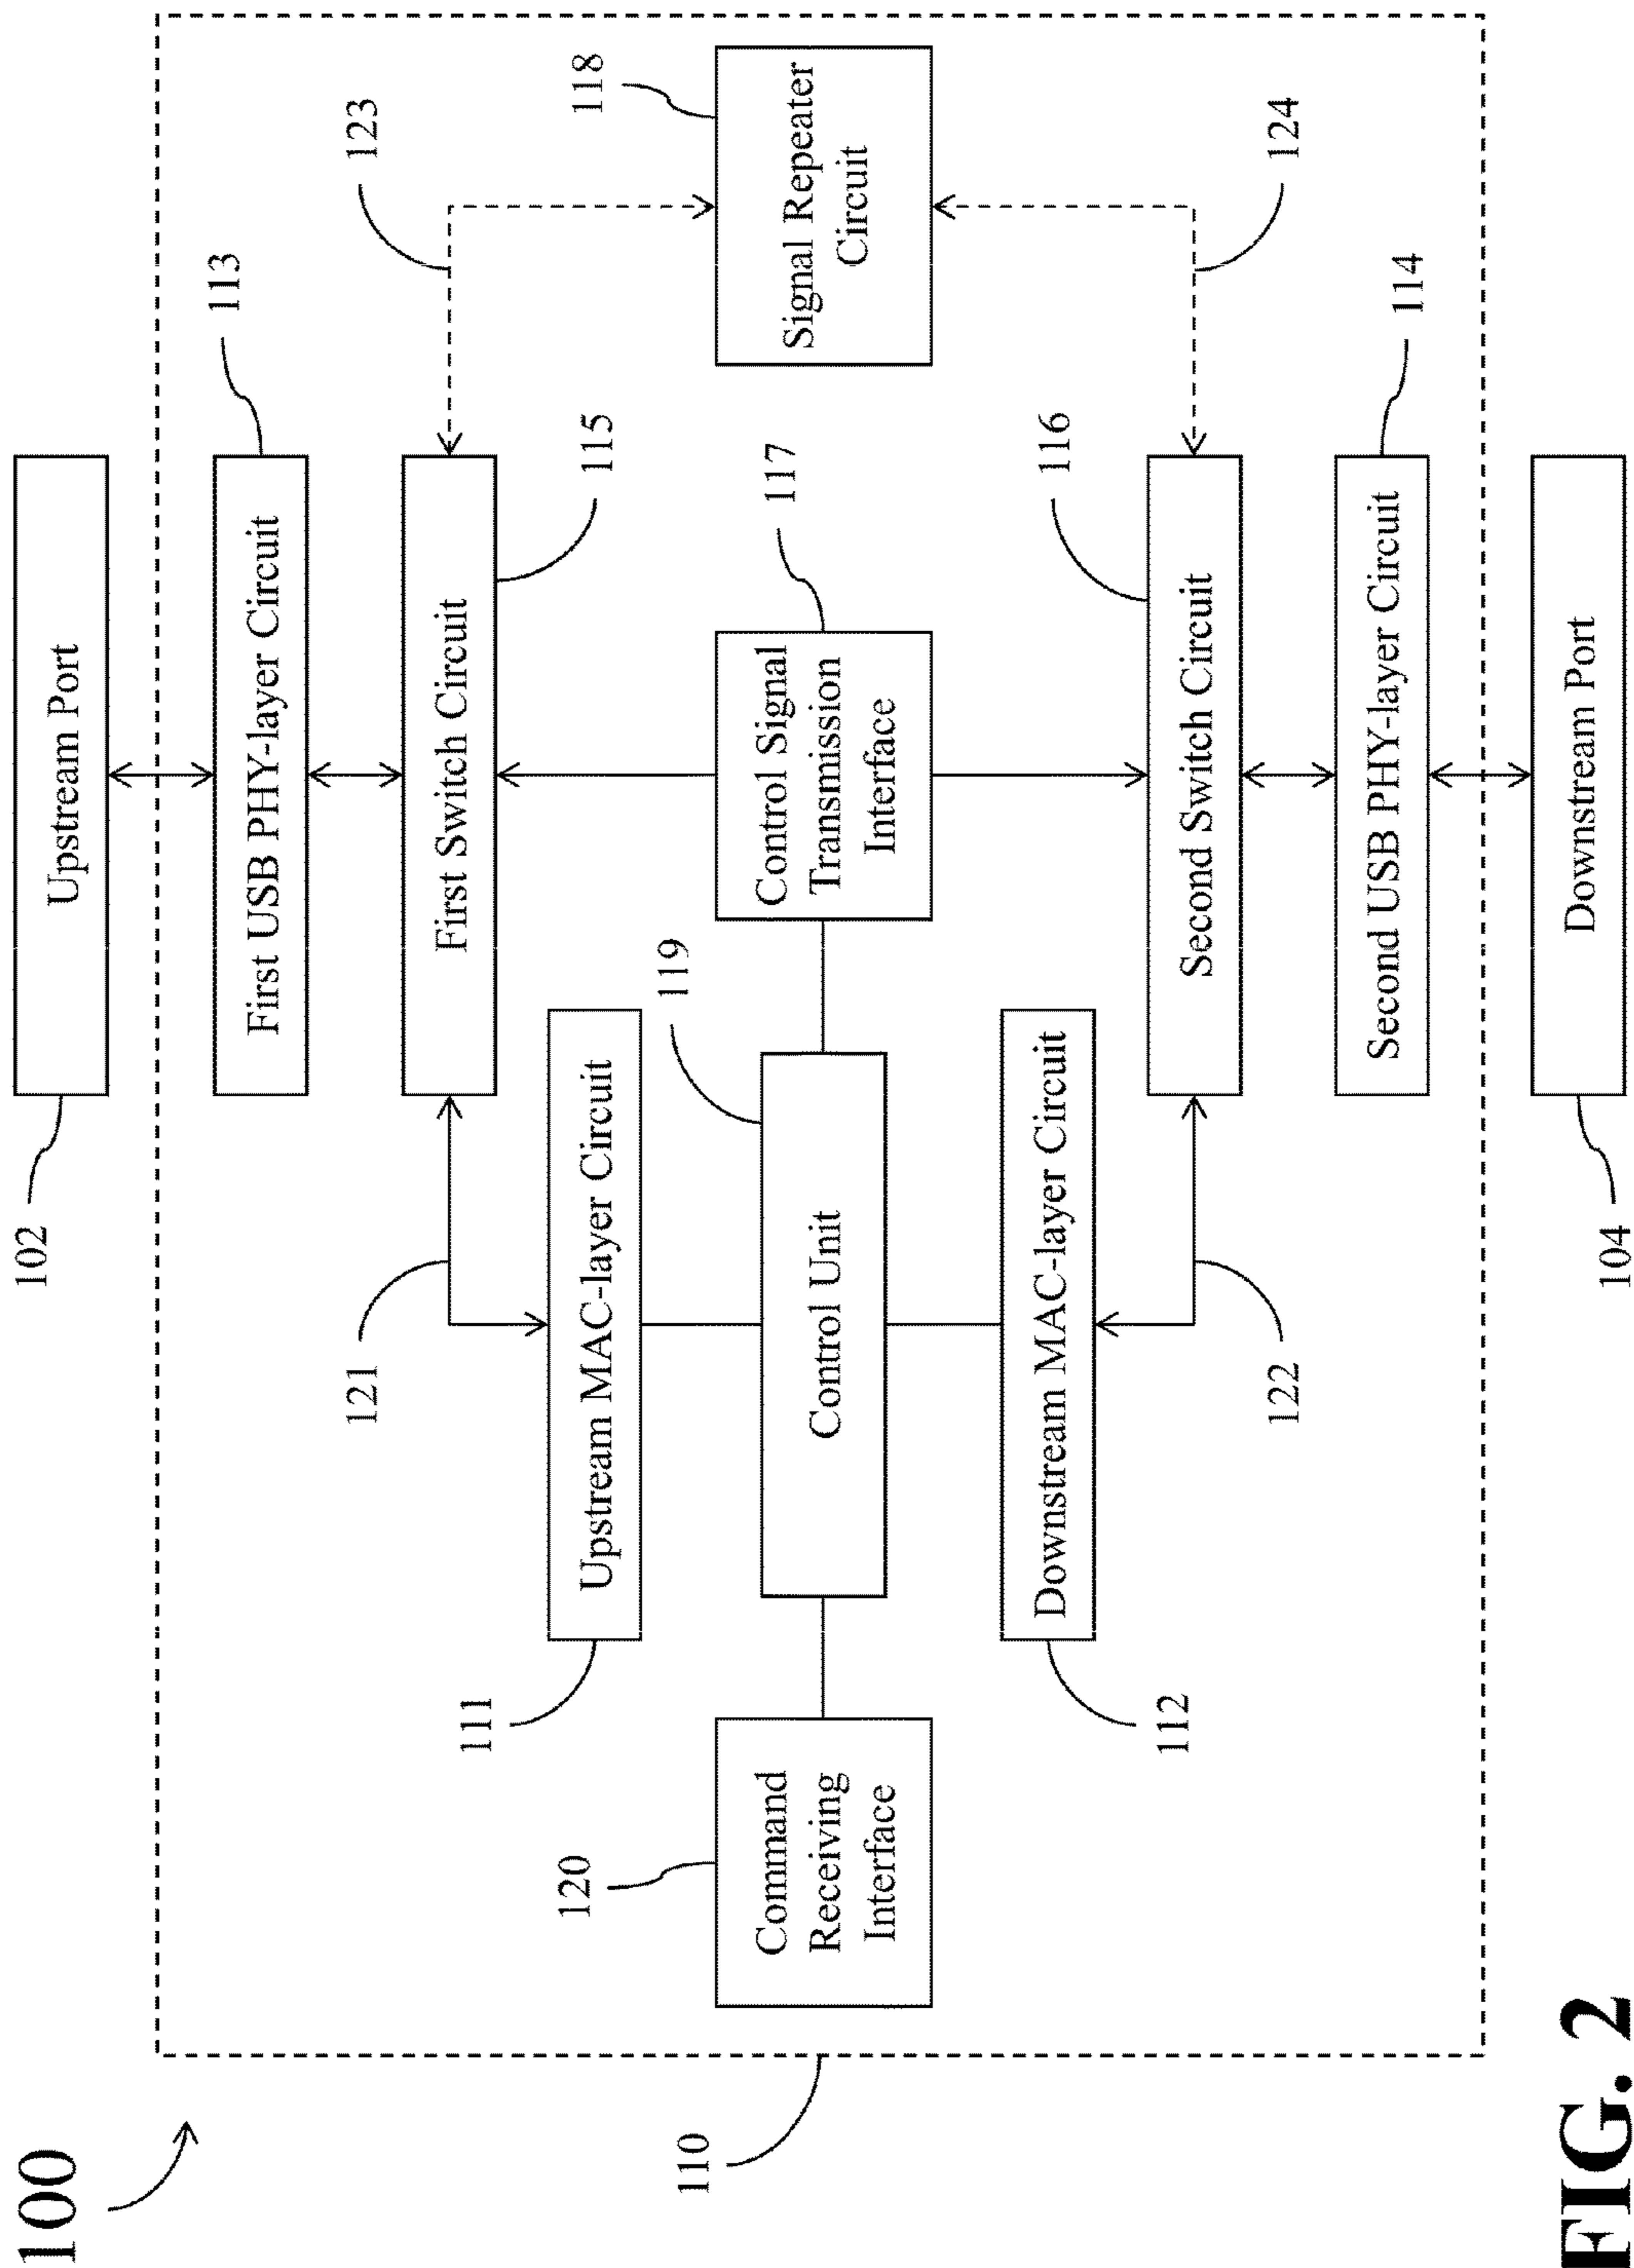 100
102
Upstream Port
110
First USB PHY-layer Circuit
113
First Switch Circuit
115
121
123
111
Upstream MAC-layer Circuit
119
120
Command
Receiving
Interface
Control Unit
Control Signal
Transmission
Interface
117
118
Signal Repeater
Circuit
Downstream MAC-layer Circuit
112
116
Second Switch Circuit
122
124
Second USB PHY-layer Circuit
114
Downstream Port
104
FIG. 2